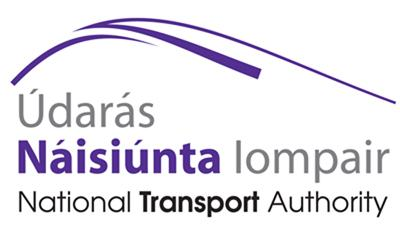 Údarás
Náisiúnta Iompair
National Transport Authority